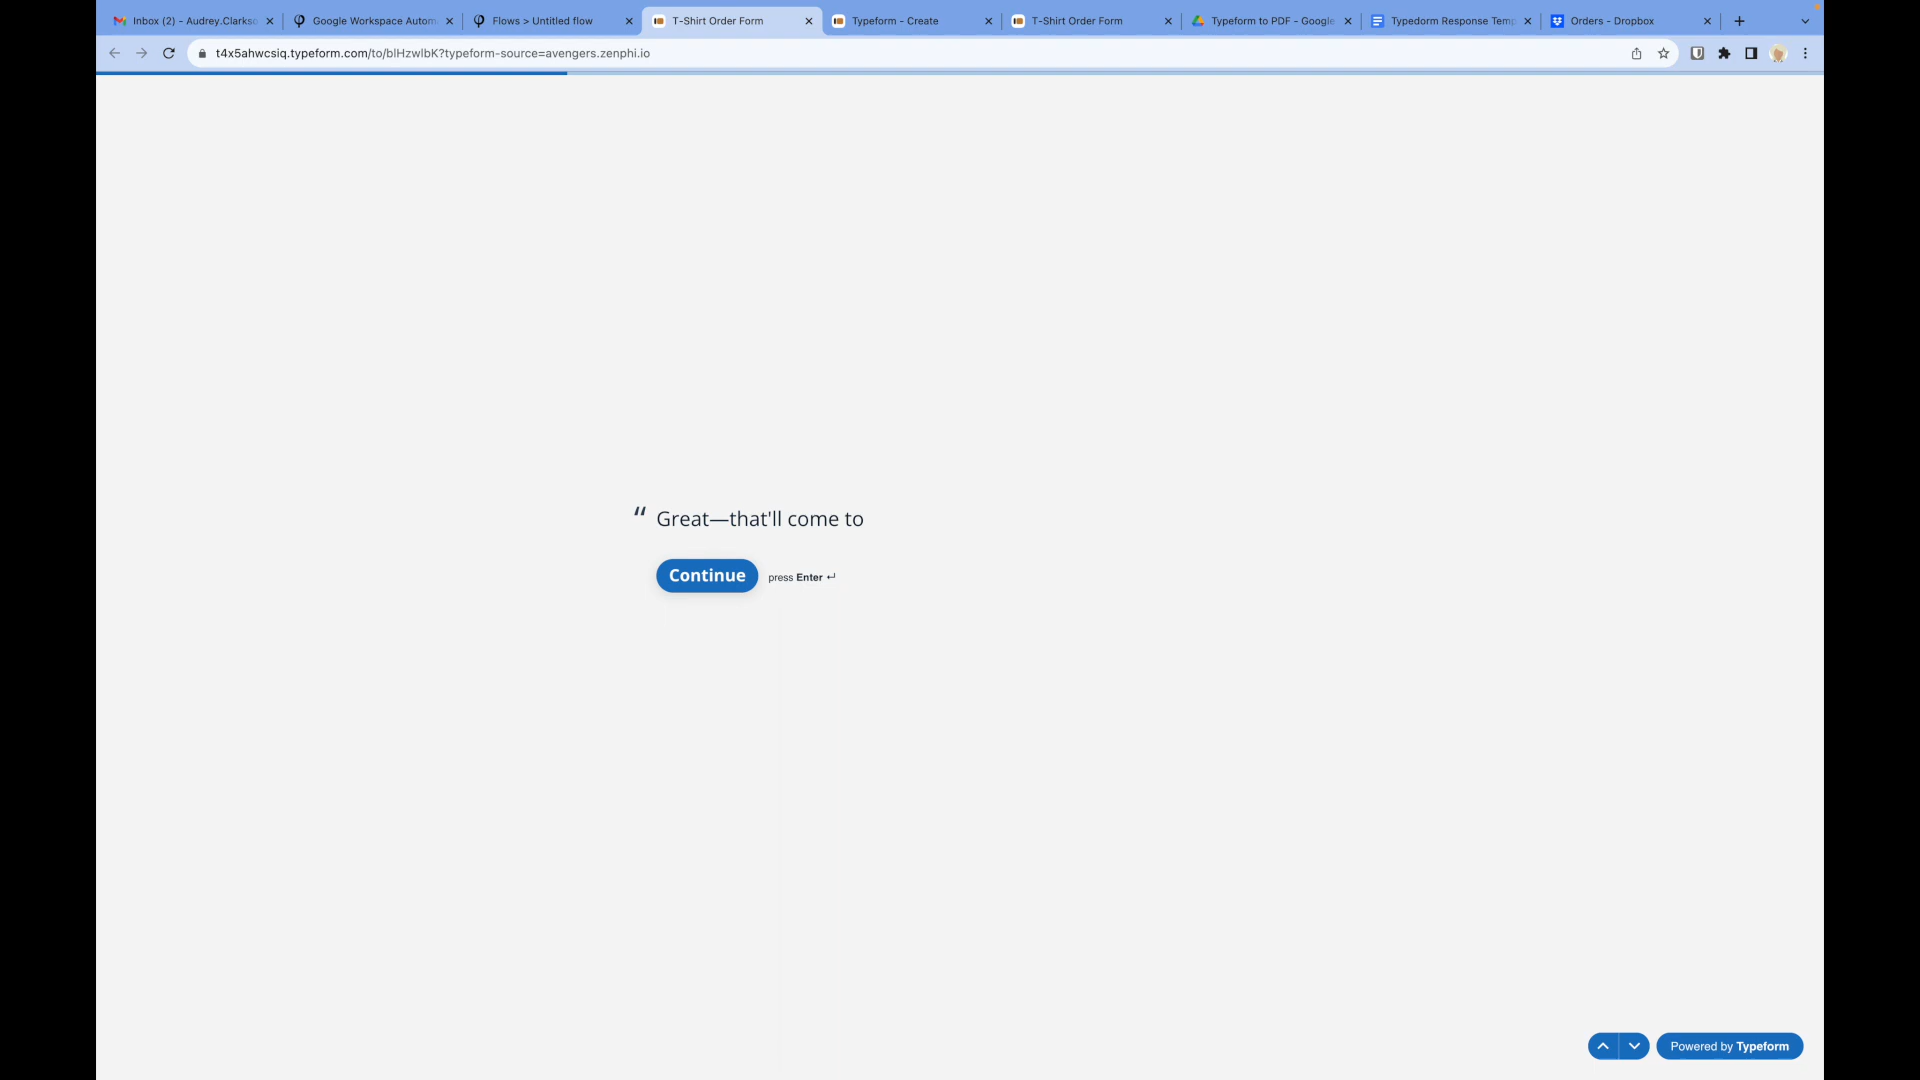 Inbox (2) - Audrey.Clarkso
Google Workspace Autom
Flows > Untitled flow
T-Shirt Order Form
Typeform - Create
T-Shirt Order Form
Typeform to PDF - Google
Typedorm Response Temp
Orders - Dropbox
t4x5ahwcsiq.typeform.com/to/blHzwlbK?typeform-source=avengers.zenphi.io
“ Great—that'll come to
Continue press Enter ↵
Powered by Typeform